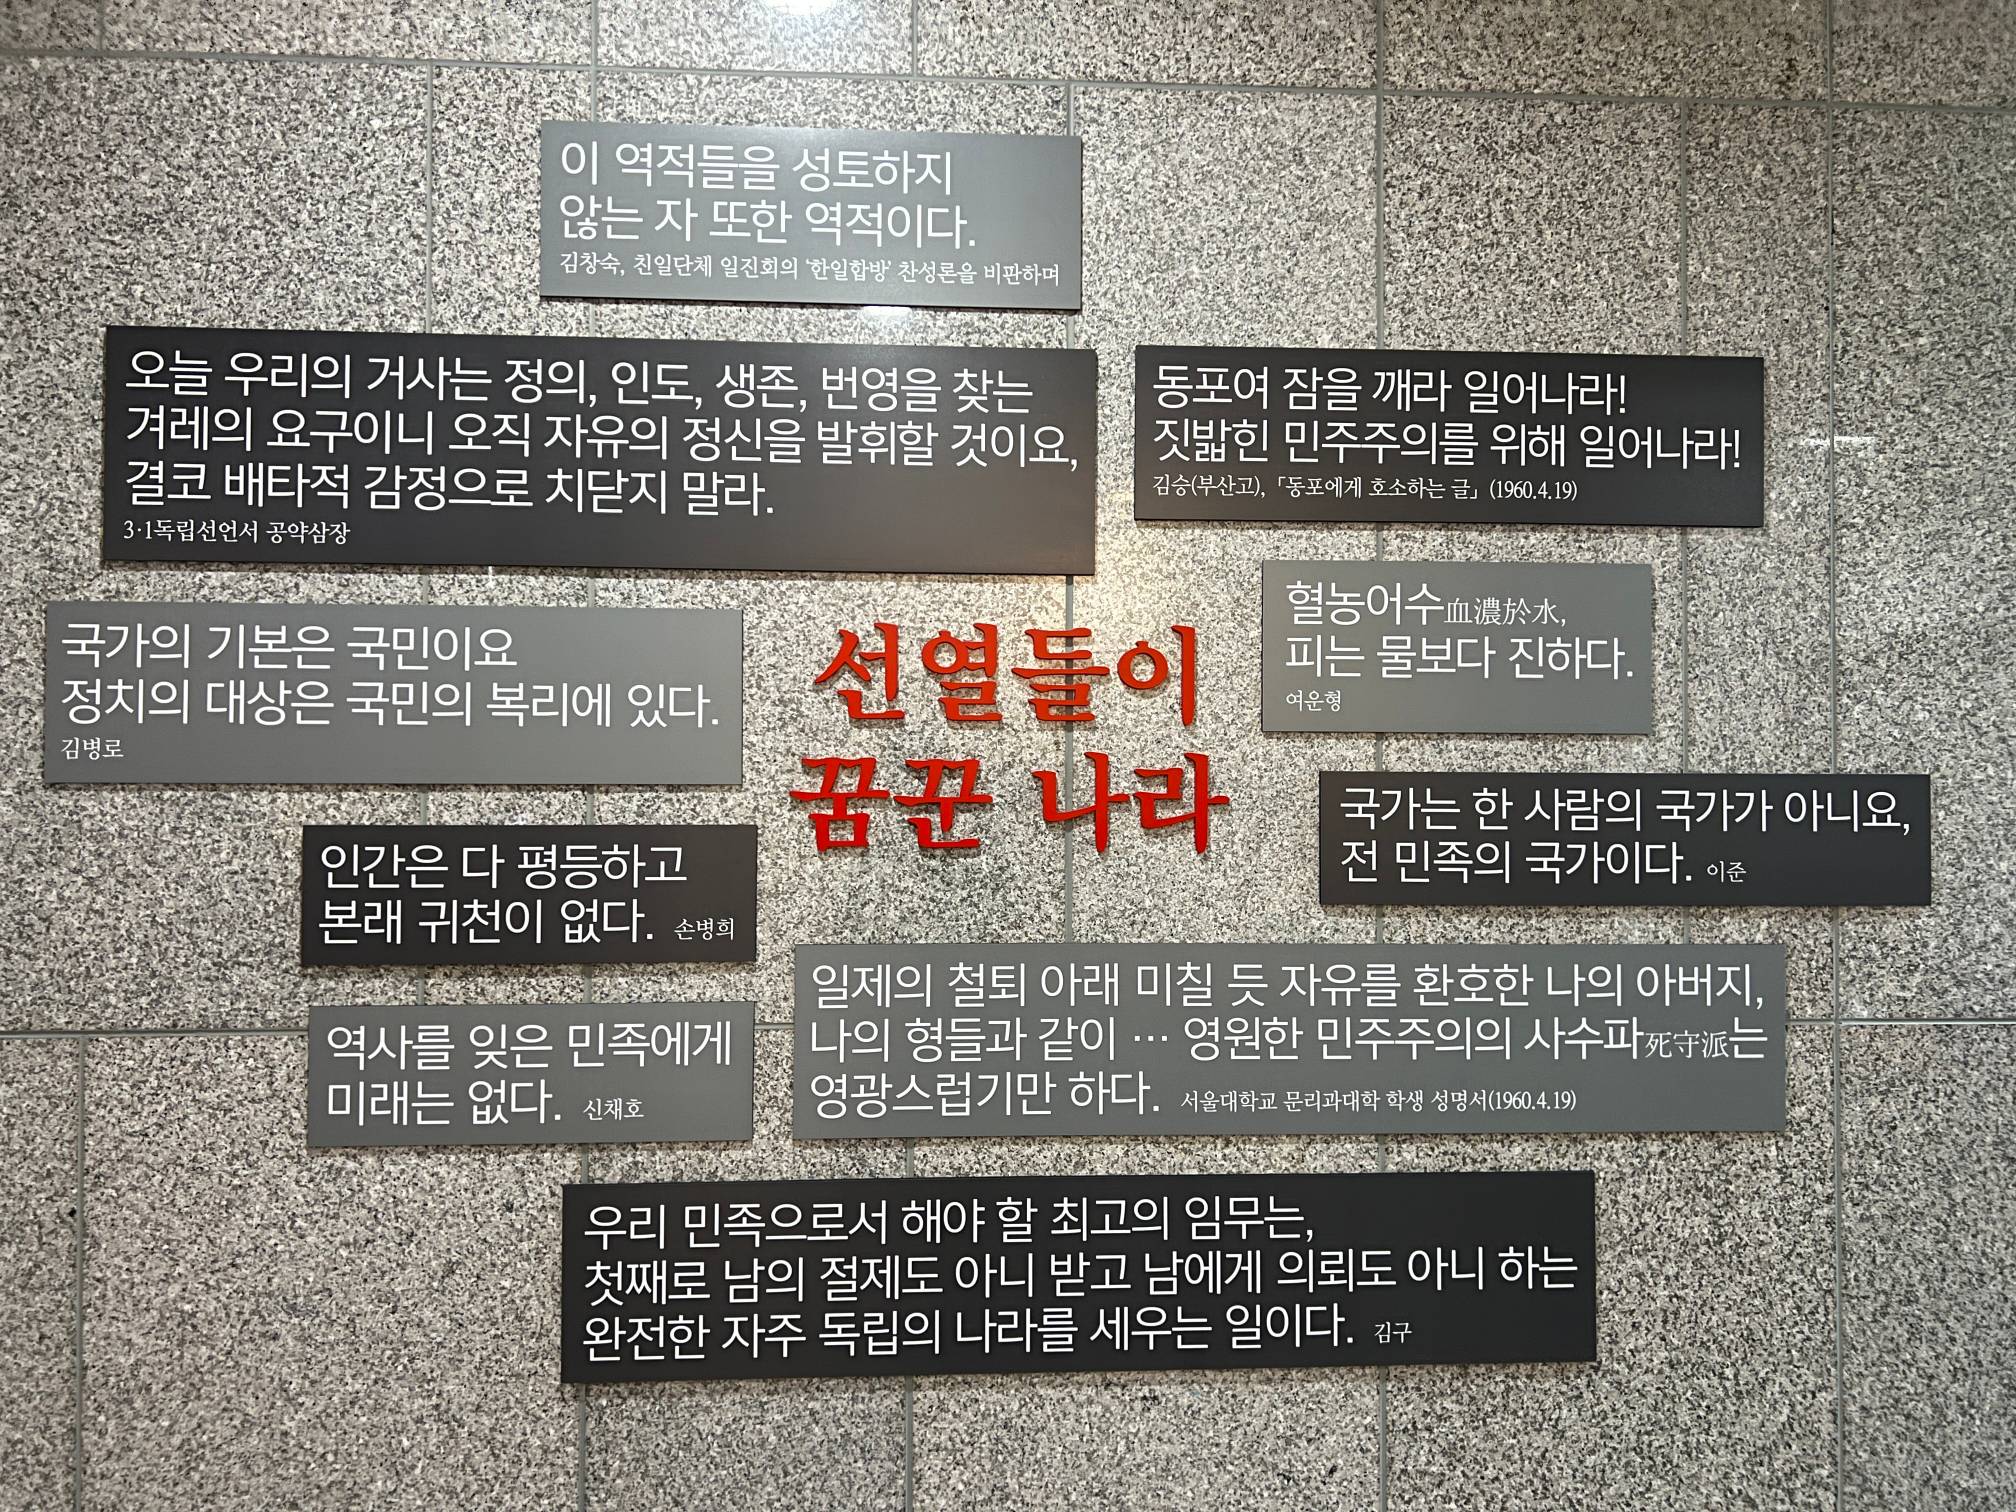 이 역적들을 성토하지
않는 자 또한 역적이다.
김창숙, 친일단체 일진회의 '한일합방' 찬성론을 비판하며
오늘 우리의 거사는 정의, 인도, 생존, 번영을 찾는
겨레의 요구이니 오직 자유의 정신을 발휘할 것이요,
결코 배타적 감정으로 치닫지 말라.
3·1독립선언서 공약삼장
동포여 잠을 깨라 일어나라!
짓밟힌 민주주의를 위해 일어나라!
김승(부산고), 「동포에게 호소하는 글」(1960.4.19)
국가의 기본은 국민이요
정치의 대상은 국민의 복리에 있다.
김병로
선열들이
꿈꾼 나라
혈농어수血濃於水,
피는 물보다 진하다.
여운형
국가는 한 사람의 국가가 아니요,
전 민족의 국가이다. 이준
인간은 다 평등하고
본래 귀천이 없다. 손병희
역사를 잊은 민족에게
미래는 없다. 신채호
일제의 철퇴 아래 미칠 듯 자유를 환호한 나의 아버지,
나의 형들과 같이 … 영원한 민주주의의 사수파死守派는
영광스럽기만 하다. 서울대학교 문리과대학 학생 성명서(1960.4.19)
우리 민족으로서 해야 할 최고의 임무는,
첫째로 남의 절제도 아니 받고 남에게 의뢰도 아니 하는
완전한 자주 독립의 나라를 세우는 일이다. 김구